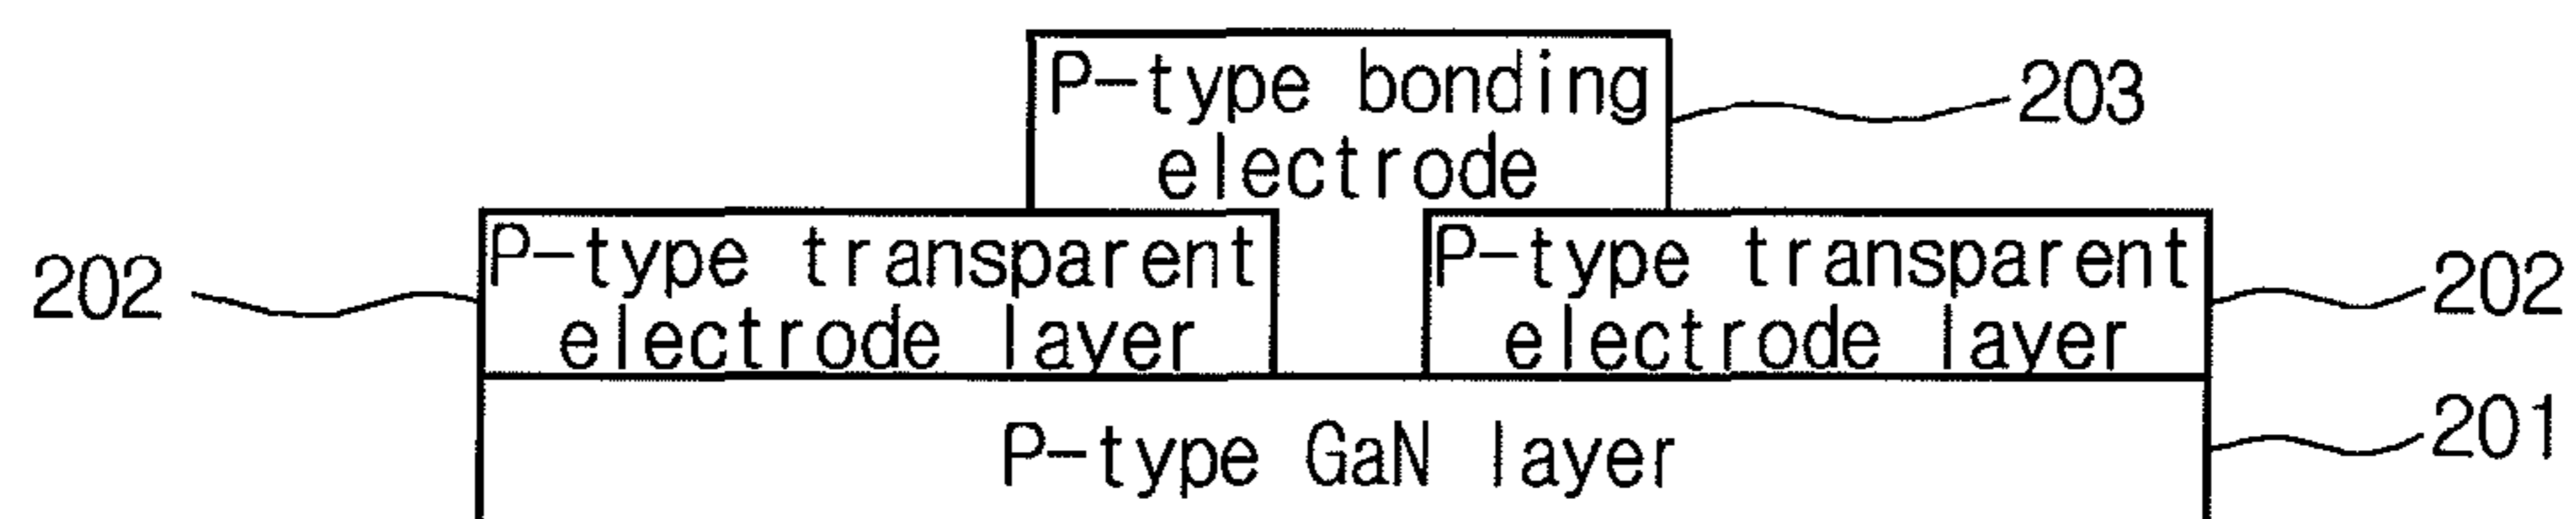 P-type bonding
electrode
203
202
P-type transparent
electrode layer
P-type transparent
electrode layer
202
P-type GaN layer
201